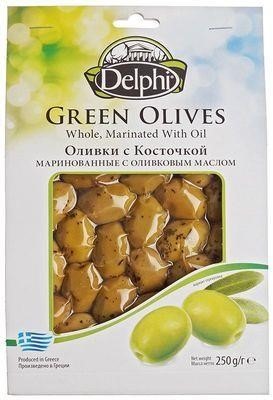 Delphi
GREEN OLIVES
Whole, Marinated With Oil
Оливки с Косточкой
МАРИНОВАННЫЕ С ОЛИВКОВЫМ МАСЛОМ
Produced in Greece
Произведено в Греции
Net weight
Масса нетто
250 g/г